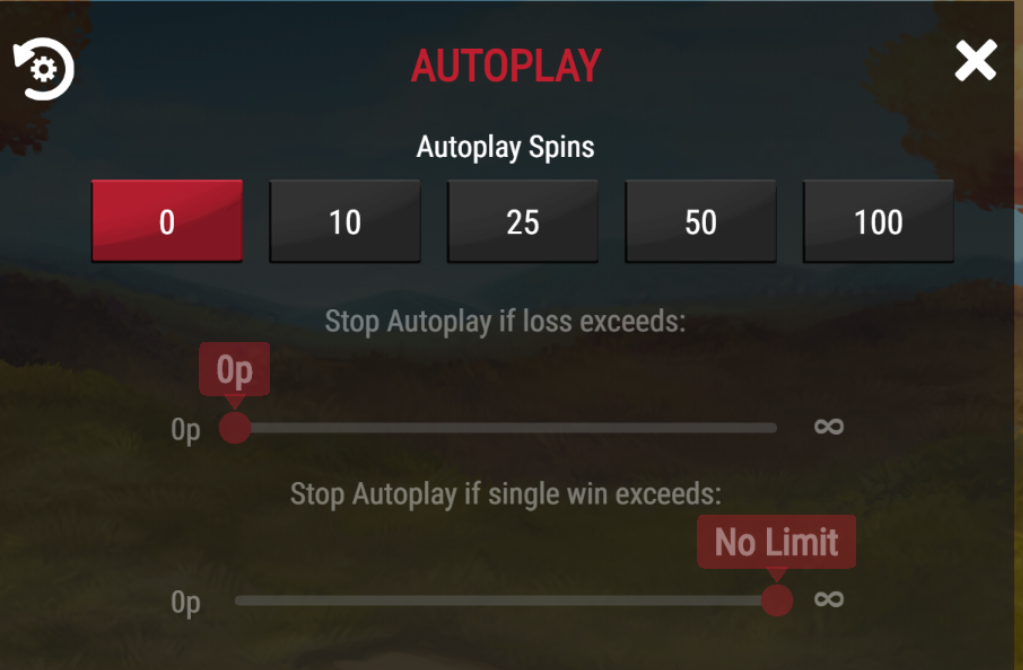 AUTOPLAY
Autoplay Spins
0 10 25 50 100
Stop Autoplay if loss exceeds:
0p
0p ∞
Stop Autoplay if single win exceeds:
No Limit
0p ∞